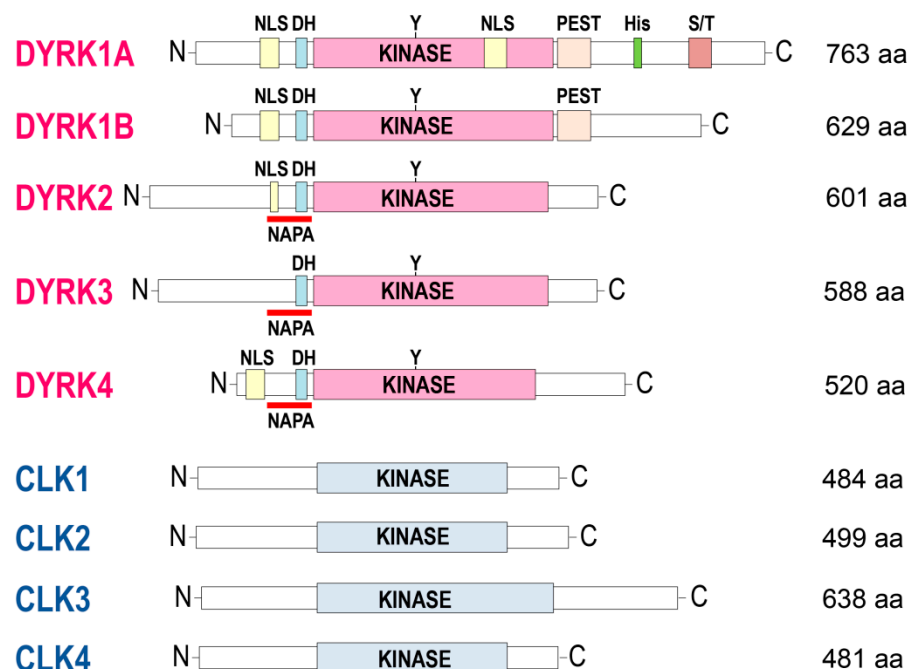 NLS DH Y NLS PEST His S/T
DYRK1A N KINASE C 763 aa
NLS DH Y PEST
DYRK1B N KINASE C 629 aa
NLS DH Y
DYRK2 N KINASE C 601 aa
NAPA
DH Y
DYRK3 N KINASE C 588 aa
NAPA
NLS DH Y
DYRK4 N KINASE C 520 aa
NAPA
CLK1 N KINASE C 484 aa
CLK2 N KINASE C 499 aa
CLK3 N KINASE C 638 aa
CLK4 N KINASE C 481 aa